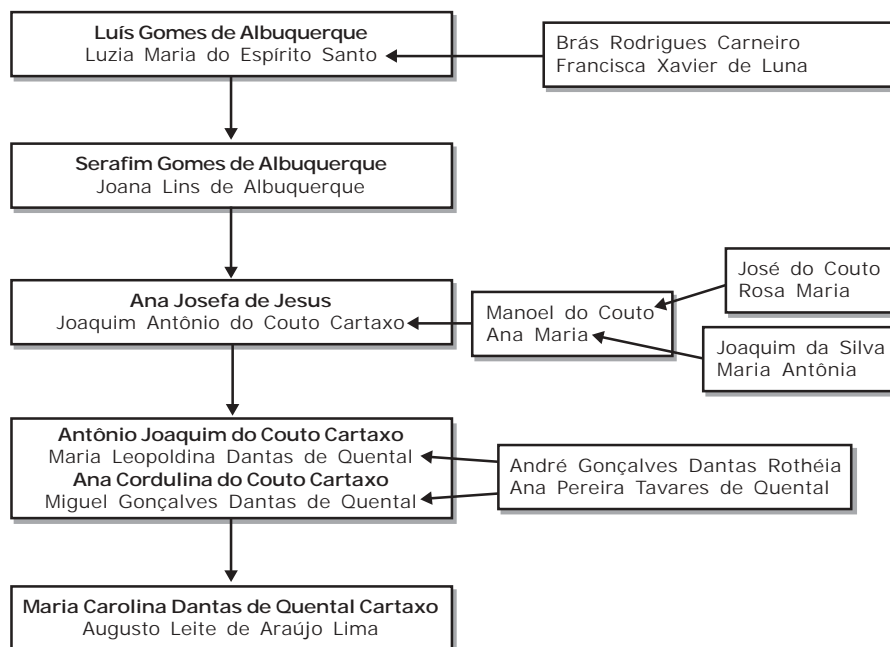 Luís Gomes de Albuquerque
Luzia Maria do Espírito Santo
Brás Rodrigues Carneiro
Francisca Xavier de Luna
Serafim Gomes de Albuquerque
Joana Lins de Albuquerque
Ana Josefa de Jesus
Joaquim Antônio do Couto Cartaxo
Manoel do Couto
Ana Maria
José do Couto
Rosa Maria
Joaquim da Silva
Maria Antônia
Antônio Joaquim do Couto Cartaxo
Maria Leopoldina Dantas de Quental
Ana Cordulina do Couto Cartaxo
Miguel Gonçalves Dantas de Quental
André Gonçalves Dantas Rothéia
Ana Pereira Tavares de Quental
Maria Carolina Dantas de Quental Cartaxo
Augusto Leite de Araújo Lima